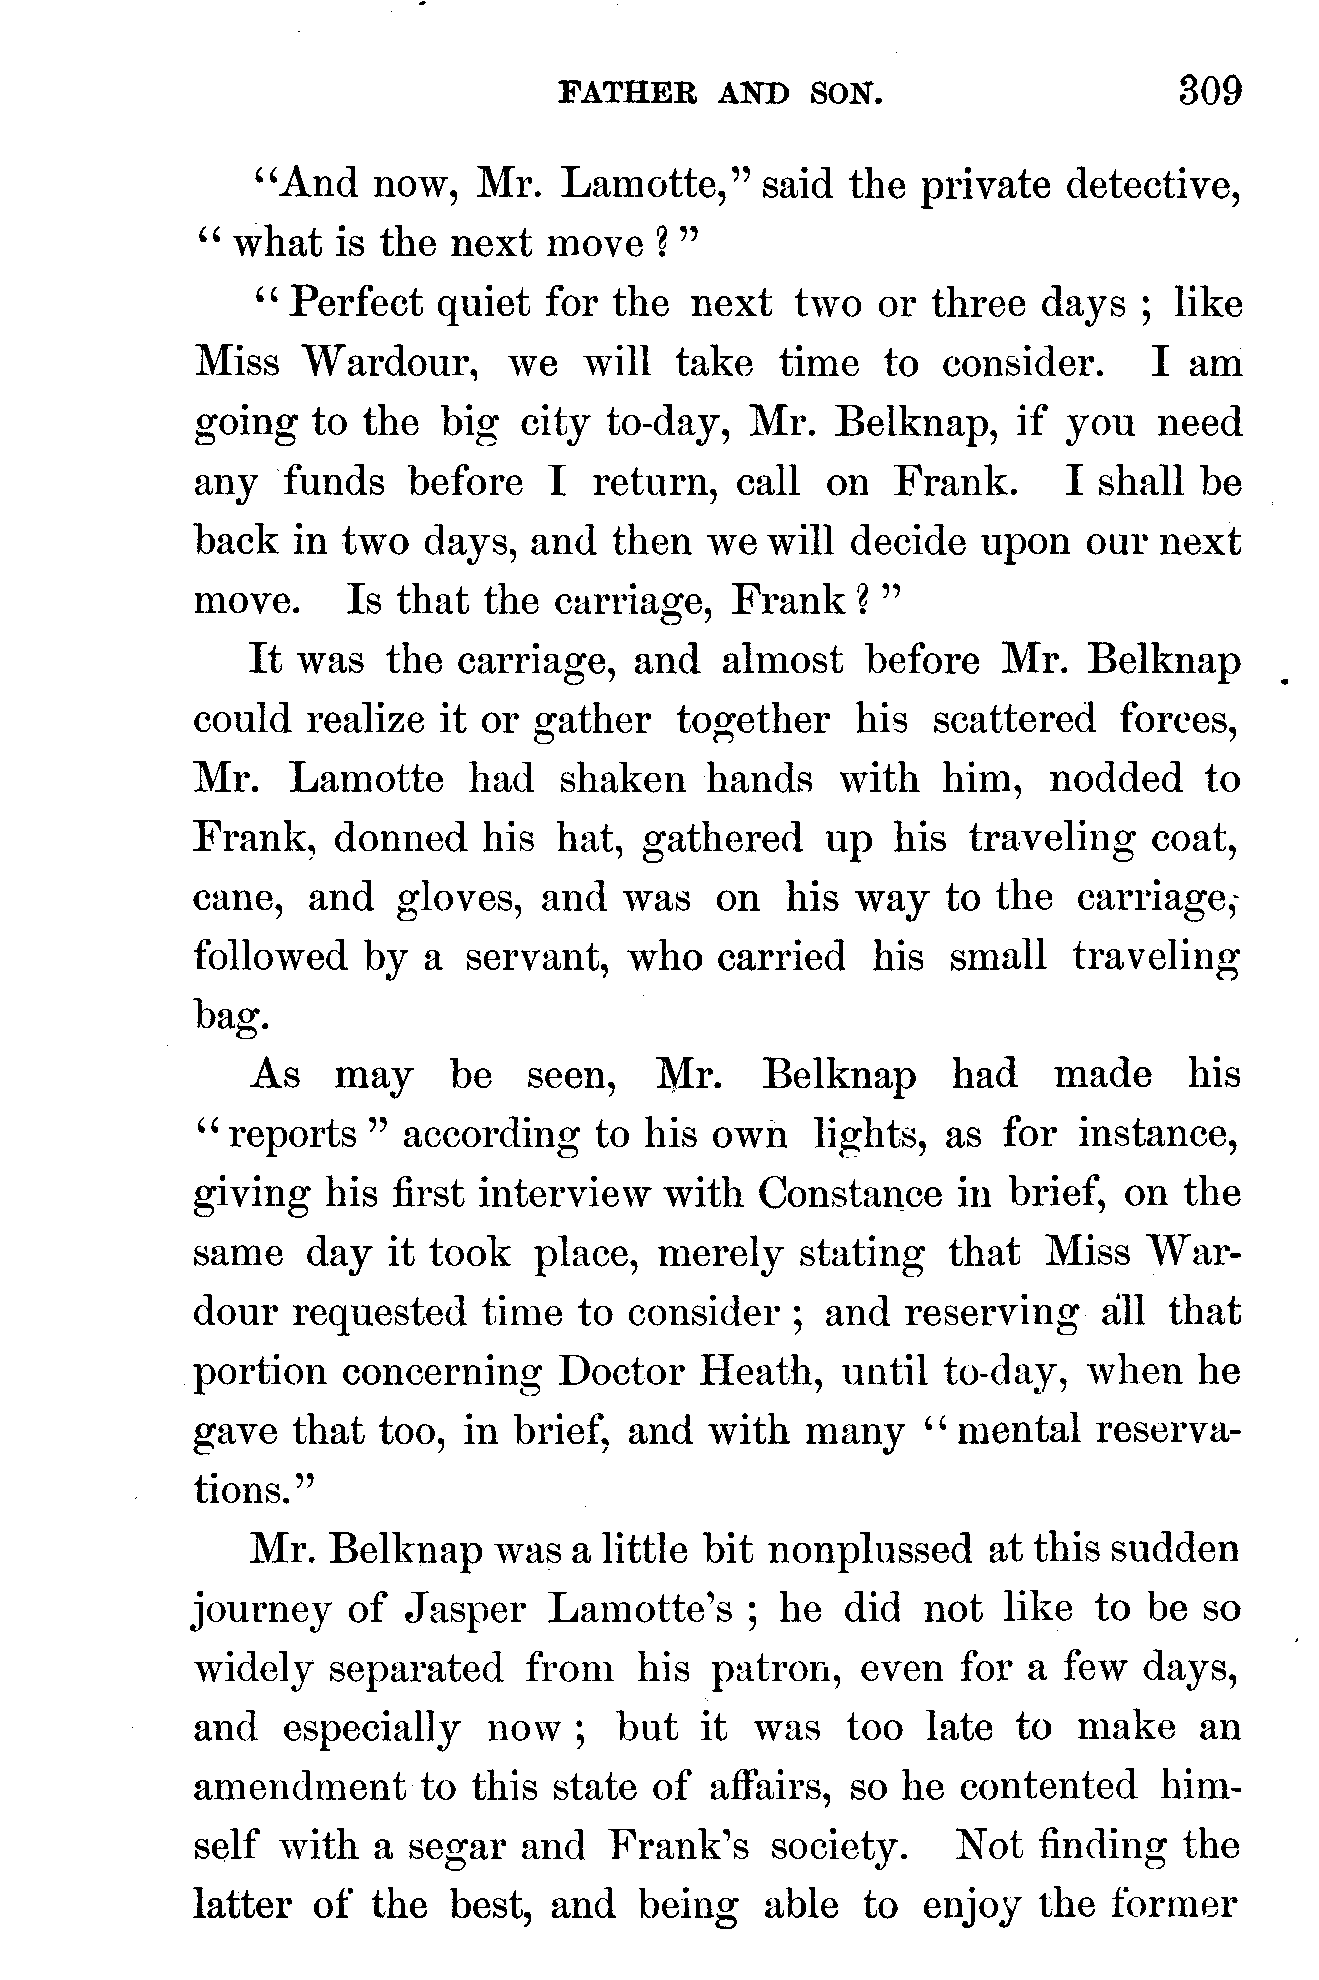 FATHER AND SON. 309
“And now, Mr. Lamotte,” said the private detective,
“ what is the next move ? ”
“ Perfect quiet for the next two or three days ; like
Miss Wardour, we will take time to consider. I am
going to the big city to-day, Mr. Belknap, if you need
any funds before I return, call on Frank. I shall be
back in two days, and then we will decide upon our next
move. Is that the carriage, Frank ? ”
It was the carriage, and almost before Mr. Belknap
could realize it or gather together his scattered forces,
Mr. Lamotte had shaken hands with him, nodded to
Frank, donned his hat, gathered up his traveling coat,
cane, and gloves, and was on his way to the carriage,
followed by a servant, who carried his small traveling
bag.
As may be seen, Mr. Belknap had made his
“ reports ” according to his own lights, as for instance,
giving his first interview with Constance in brief, on the
same day it took place, merely stating that Miss War-
dour requested time to consider ; and reserving all that
portion concerning Doctor Heath, until to-day, when he
gave that too, in brief, and with many “ mental reserva-
tions.”
Mr. Belknap was a little bit nonplussed at this sudden
journey of Jasper Lamotte’s ; he did not like to be so
widely separated from his patron, even for a few days,
and especially now ; but it was too late to make an
amendment to this state of affairs, so he contented him-
self with a segar and Frank’s society. Not finding the
latter of the best, and being able to enjoy the former